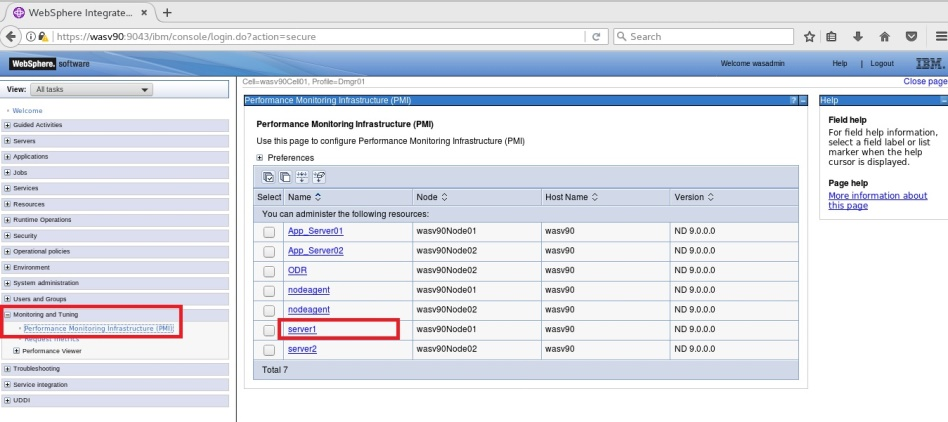 WebSphere Integrate...
https://wasv90:9043/ibm/console/login.do?action=secure
Search
WebSphere. software
Welcome wasadmin
Help | Logout
IBM.
View: All tasks
Welcome
Guided Activities
Servers
Applications
Jobs
Services
Resources
Runtime Operations
Security
Operational policies
Environment
System administration
Users and Groups
Monitoring and Tuning
Performance Monitoring Infrastructure (PMI)
Request metrics
Performance Viewer
Troubleshooting
Service integration
UDDI
Cell=wasv90Cell01, Profile=Dmgr01
Close page
Performance Monitoring Infrastructure (PMI)
Performance Monitoring Infrastructure (PMI)
Use this page to configure Performance Monitoring Infrastructure (PMI)
Preferences
Select Name Node Host Name Version
You can administer the following resources:
App_Server01 wasv90Node01 wasv90 ND 9.0.0.0
App_Server02 wasv90Node02 wasv90 ND 9.0.0.0
ODR wasv90Node02 wasv90 ND 9.0.0.0
nodeagent wasv90Node01 wasv90 ND 9.0.0.0
nodeagent wasv90Node02 wasv90 ND 9.0.0.0
server1 wasv90Node01 wasv90 ND 9.0.0.0
server2 wasv90Node02 wasv90 ND 9.0.0.0
Total 7
Help
Field help
For field help information,
select a field label or list
marker when the help
cursor is displayed.
Page help
More information about
this page